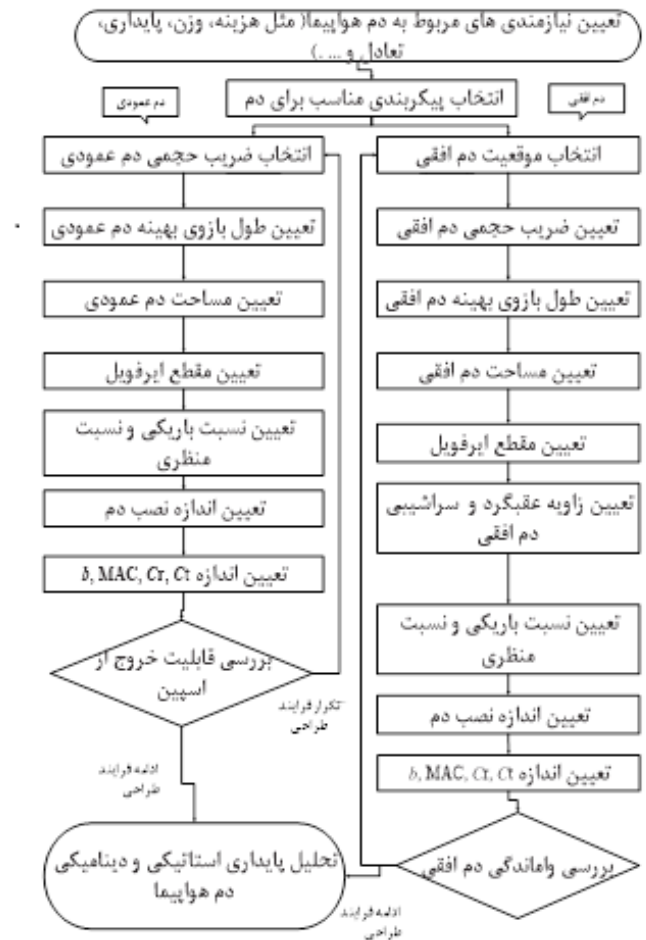 تعیین نیازمندی های مربوط به دم هواپیما( مثل هزینه، وزن، پایداری،
تعادل و ... .)
انتخاب پیکربندی مناسب برای دم
دم افقی
دم عمودی
انتخاب موقعیت دم افقی
تعیین ضریب حجمی دم افقی
تعیین طول بازوی بهینه دم افقی
تعیین مساحت دم افقی
تعیین مقطع ایرفویل
تعیین زاویه عقبگرد و سراشیبی
دم افقی
تعیین نسبت باریکی و نسبت
منظری
تعیین اندازه نصب دم
تعیین اندازه b, MAC, Cr, Ct
بررسی واماندگی دم افقی
ادامه فرایند
طراحی
انتخاب ضریب حجمی دم عمودی
تعیین طول بازوی بهینه دم عمودی
تعیین مساحت دم عمودی
تعیین مقطع ایرفویل
تعیین نسبت باریکی و نسبت
منظری
تعیین اندازه نصب دم
تعیین اندازه b, MAC, Cr, Ct
بررسی قابلیت خروج از
اسپین
تکرار فرایند
طراحی
ادامه فرایند
طراحی
تحلیل پایداری استاتیکی و دینامیکی
دم هواپیما